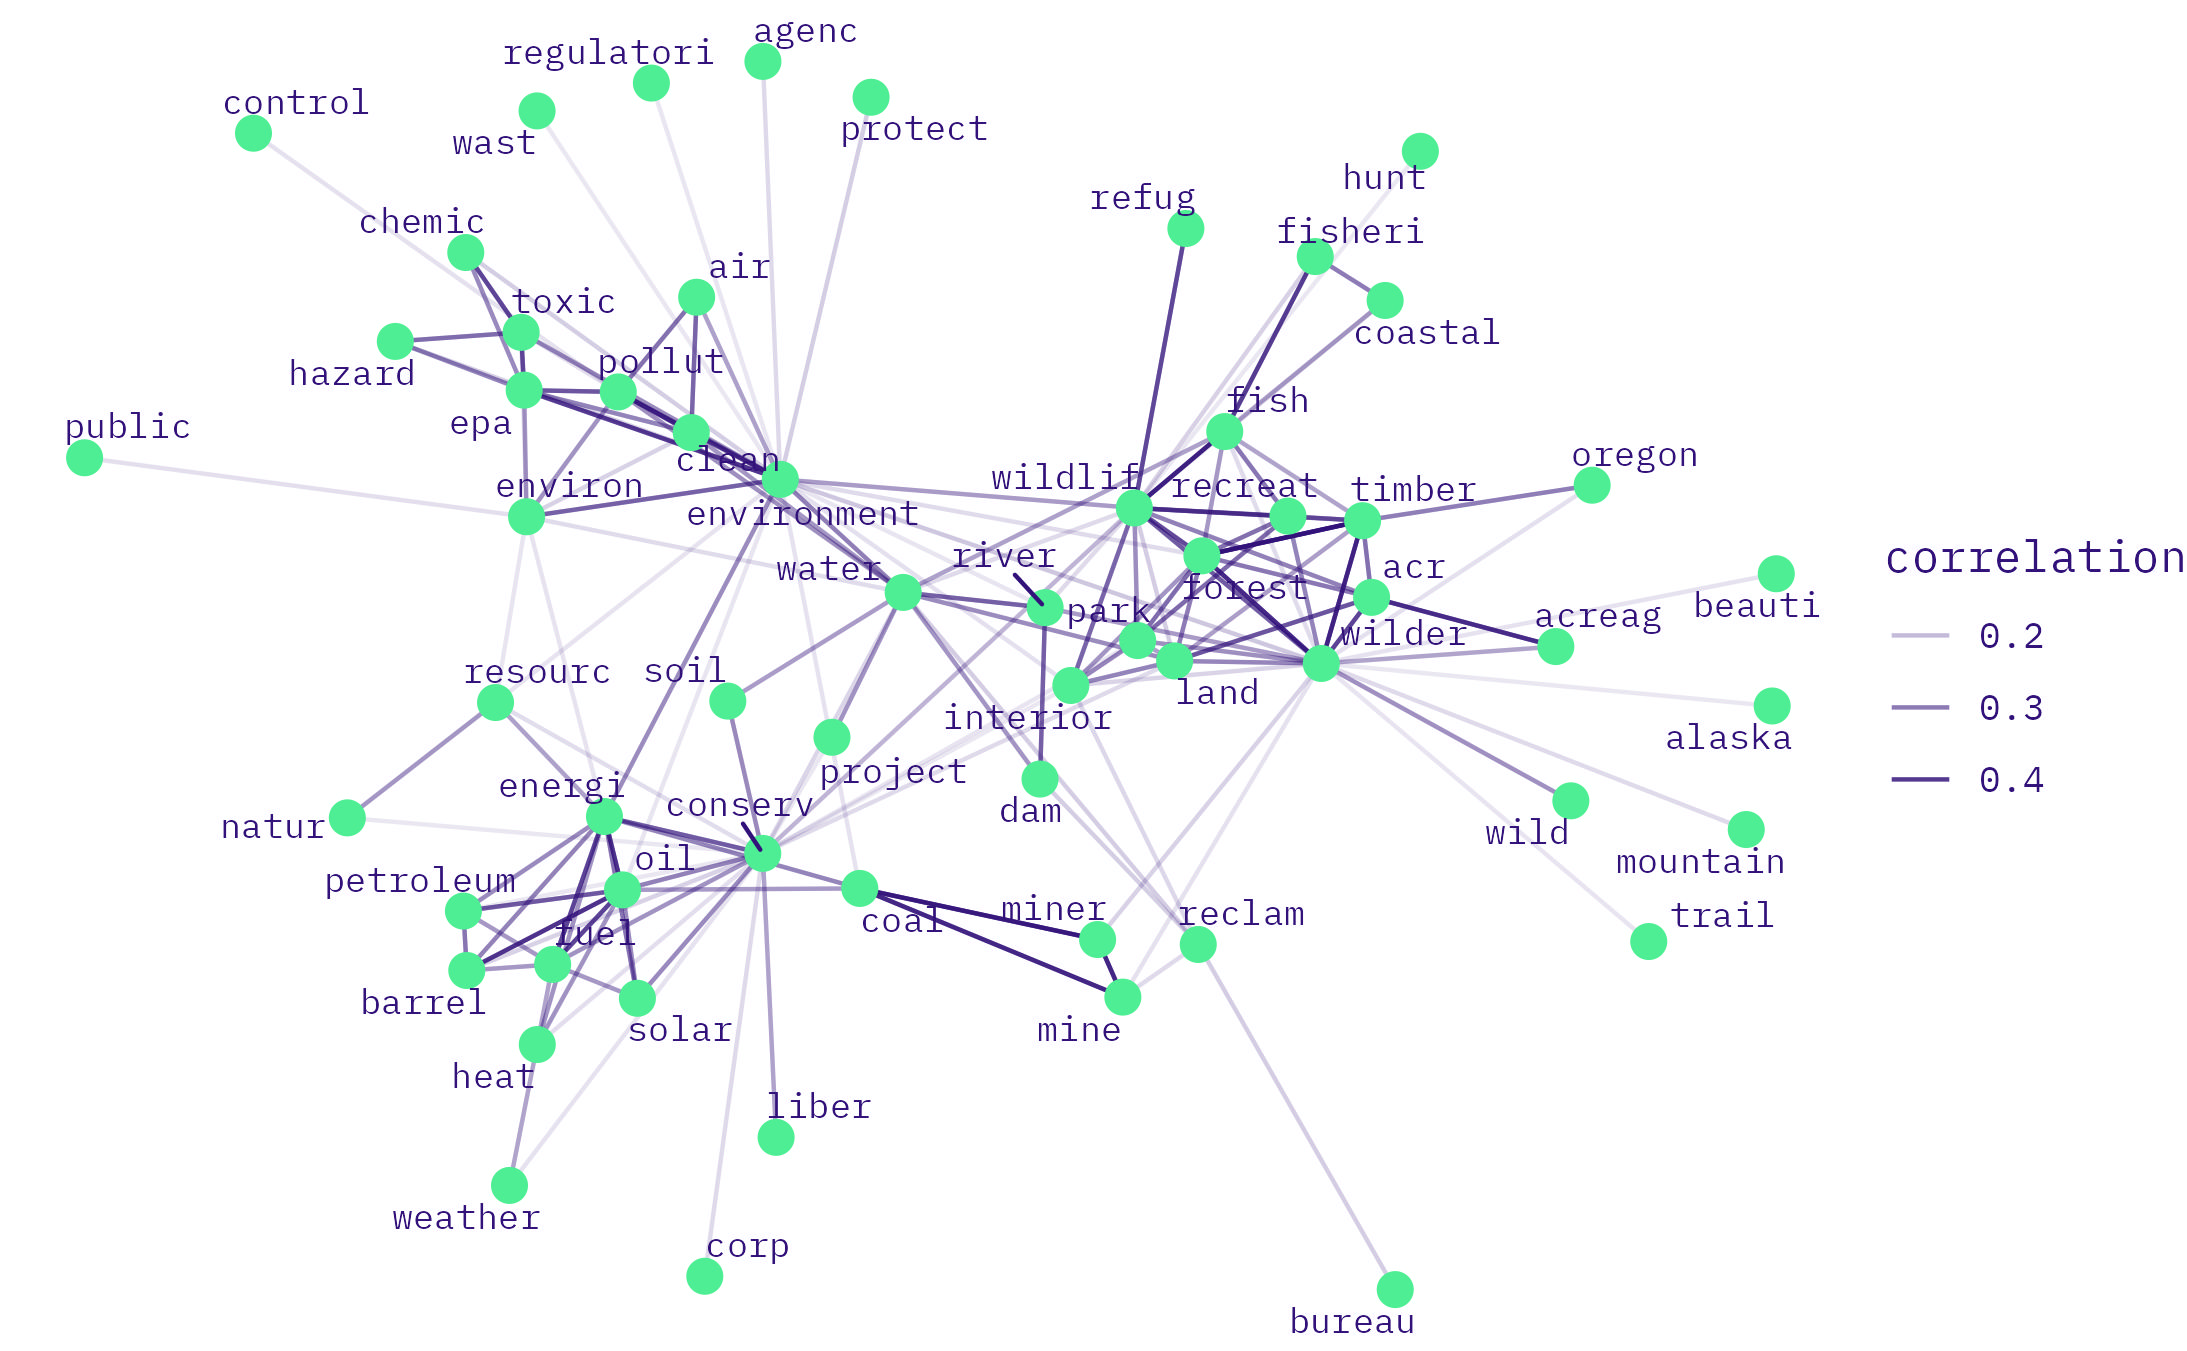 agenc
regulatori
control
protect
wast
hunt
refug
chemic
fisheri
air
toxic
coastal
pollut
hazard
fish
epa
public
clean
oregon
wildlif
recreat
environ
timber
environment
river
correlation
water
acr
forest
beauti
park
acreag
wilder
0.2
resourc
soil
land
0.3
interior
alaska
project
0.4
energi
conserv
dam
natur
wild
oil
mountain
petroleum
miner
reclam
trail
coal
fuel
barrel
solar
mine
heat
liber
weather
corp
bureau